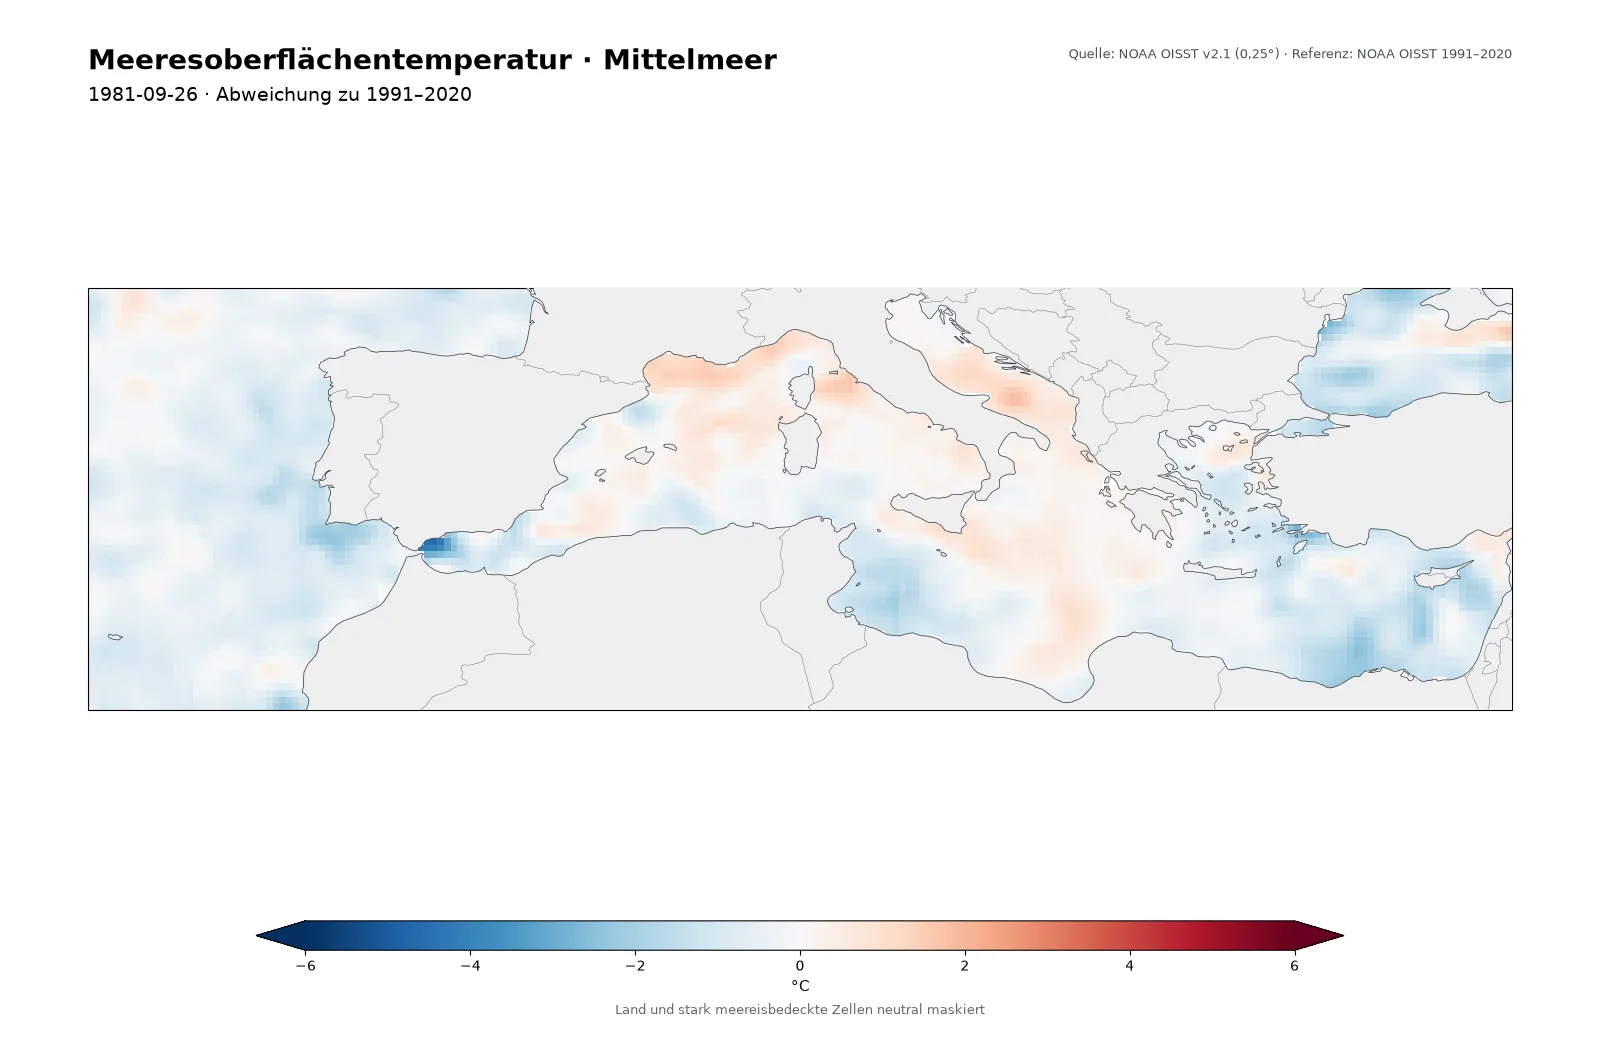 Meeresoberflächentemperatur · Mittelmeer
Quelle: NOAA OISST v2.1 (0,25°) · Referenz: NOAA OISST 1991–2020
1981-09-26 · Abweichung zu 1991–2020
−6 −4 −2 0 2 4 6
°C
Land und stark meereisbedeckte Zellen neutral maskiert